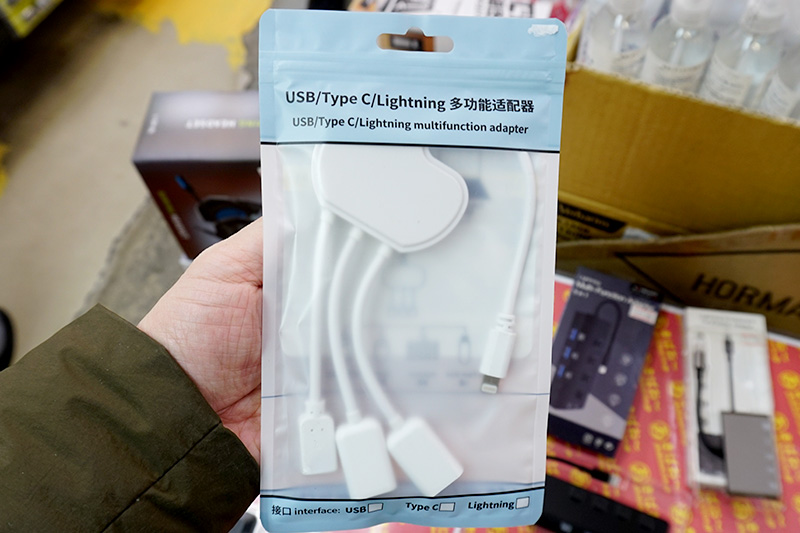 USB/Type C/Lightning 多功能适配器
USB/Type C/Lightning multifunction adapter
接口 interface: USB Type C Lightning
HORMA